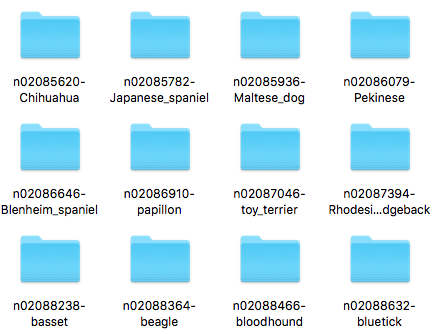 n02085620-
Chihuahua
n02085782-
Japanese_spaniel
n02085936-
Maltese_dog
n02086079-
Pekinese
n02086646-
Blenheim_spaniel
n02086910-
papillon
n02087046-
toy_terrier
n02087394-
Rhodesi...dgeback
n02088238-
basset
n02088364-
beagle
n02088466-
bloodhound
n02088632-
bluetick